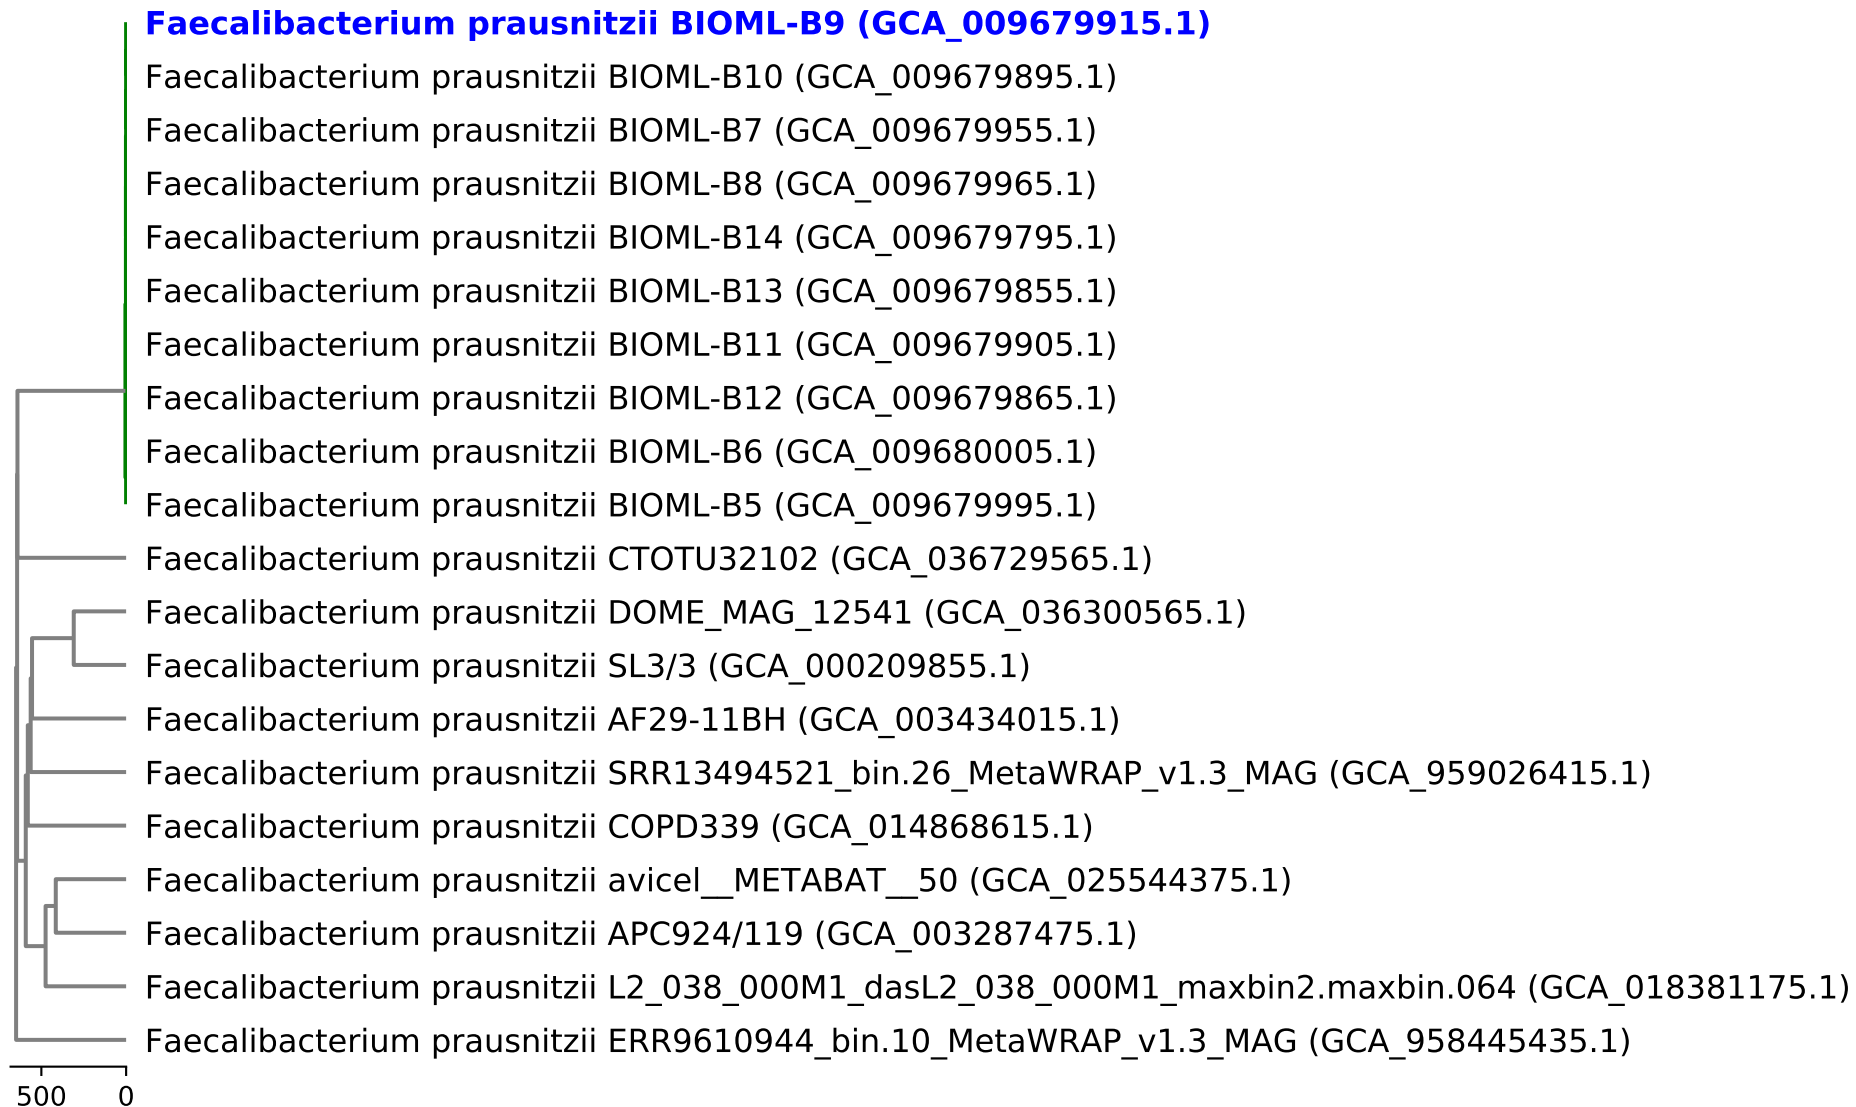 Faecalibacterium prausnitzii BIOML-B9 (GCA_009679915.1)
Faecalibacterium prausnitzii BIOML-B10 (GCA_009679895.1)
Faecalibacterium prausnitzii BIOML-B7 (GCA_009679955.1)
Faecalibacterium prausnitzii BIOML-B8 (GCA_009679965.1)
Faecalibacterium prausnitzii BIOML-B14 (GCA_009679795.1)
Faecalibacterium prausnitzii BIOML-B13 (GCA_009679855.1)
Faecalibacterium prausnitzii BIOML-B11 (GCA_009679905.1)
Faecalibacterium prausnitzii BIOML-B12 (GCA_009679865.1)
Faecalibacterium prausnitzii BIOML-B6 (GCA_009680005.1)
Faecalibacterium prausnitzii BIOML-B5 (GCA_009679995.1)
Faecalibacterium prausnitzii CTOTU32102 (GCA_036729565.1)
Faecalibacterium prausnitzii DOME_MAG_12541 (GCA_036300565.1)
Faecalibacterium prausnitzii SL3/3 (GCA_000209855.1)
Faecalibacterium prausnitzii AF29-11BH (GCA_003434015.1)
Faecalibacterium prausnitzii SRR13494521_bin.26_MetaWRAP_v1.3_MAG (GCA_959026415.1)
Faecalibacterium prausnitzii COPD339 (GCA_014868615.1)
Faecalibacterium prausnitzii avicel__METABAT__50 (GCA_025544375.1)
Faecalibacterium prausnitzii APC924/119 (GCA_003287475.1)
Faecalibacterium prausnitzii L2_038_000M1_dasL2_038_000M1_maxbin2.maxbin.064 (GCA_018381175.1)
Faecalibacterium prausnitzii ERR9610944_bin.10_MetaWRAP_v1.3_MAG (GCA_958445435.1)
500 0